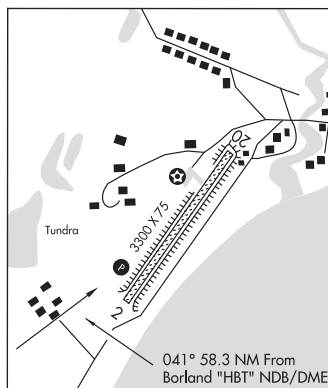 20
3300 X 75
Tundra
P
2
041° 58.3 NM From
Borland "HBT" NDB/DME